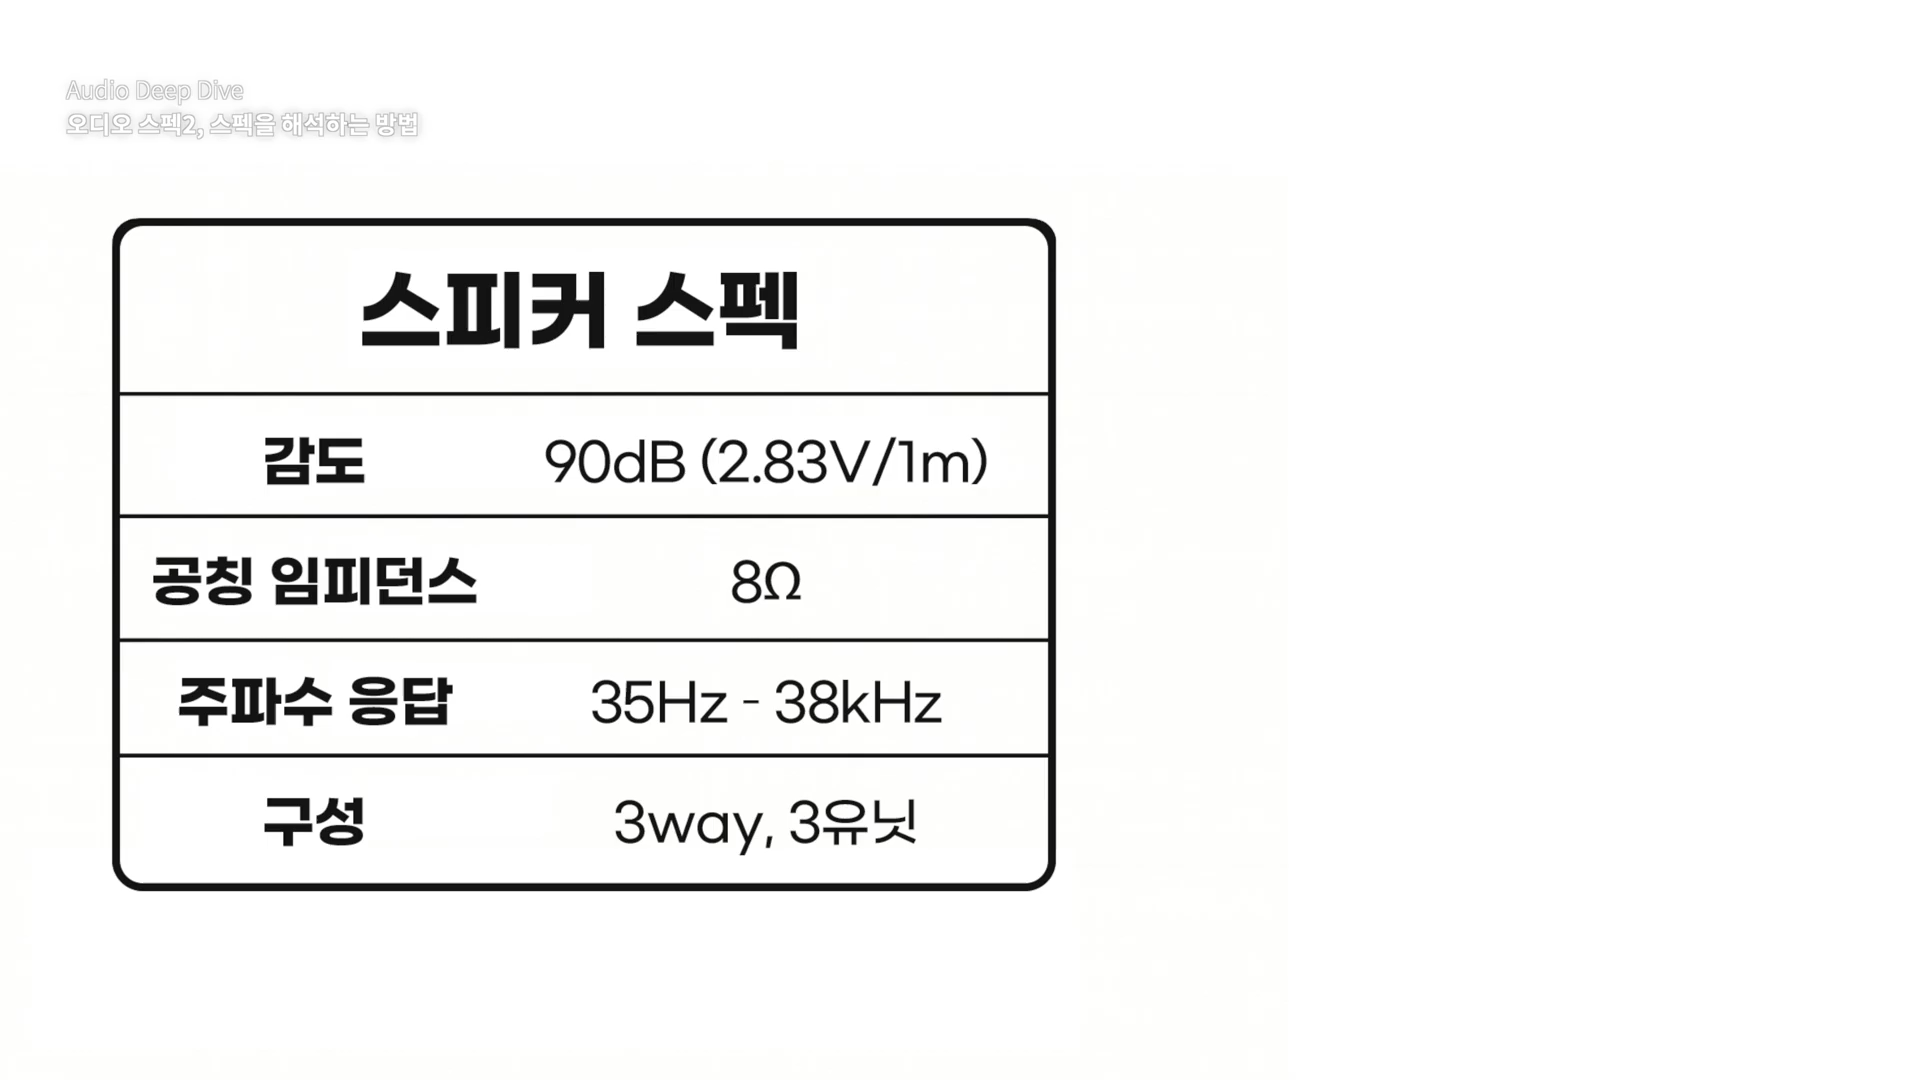 Audio Deep Dive
오디오 스펙2, 스펙을 해석하는 방법
스피커 스펙
감도 90dB (2.83V/1m)
공칭 임피던스 8Ω
주파수 응답 35Hz - 38kHz
구성 3way, 3유닛